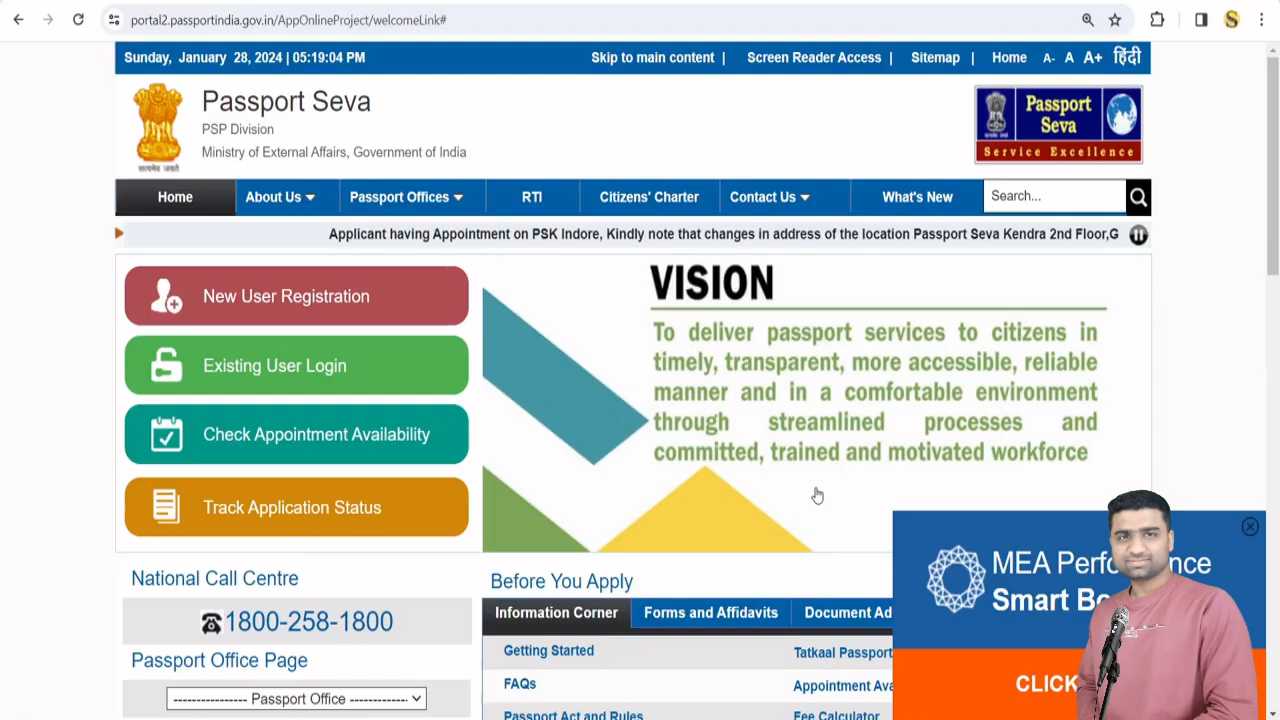 portal2.passportindia.gov.in/AppOnlineProject/welcomeLink#
Sunday, January 28, 2024 | 05:19:04 PM
Skip to main content | Screen Reader Access | Sitemap | Home A- A A+ हिंदी
Passport Seva
PSP Division
Ministry of External Affairs, Government of India
सत्यमेव जयते
Passport
Seva
Service Excellence
Home About Us Passport Offices RTI Citizens' Charter Contact Us What's New Search...
Applicant having Appointment on PSK Indore, Kindly note that changes in address of the location Passport Seva Kendra 2nd Floor,G
New User Registration
Existing User Login
Check Appointment Availability
Track Application Status
VISION
To deliver passport services to citizens in
timely, transparent, more accessible, reliable
manner and in a comfortable environment
through streamlined processes and
committed, trained and motivated workforce
National Call Centre
1800-258-1800
Passport Office Page
---------------- Passport Office ------------
Before You Apply
Information Corner Forms and Affidavits Document Ad
Getting Started Tatkaal Passport
FAQs Appointment Ava
Passport Act and Rules Fee Calculator
MEA Perfo nce
Smart Bo
CLICK